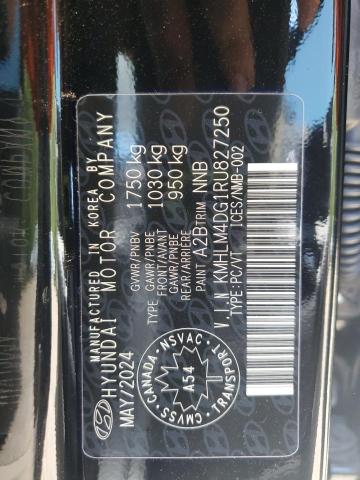 MANUFACTURED IN KOREA BY
HYUNDAI MOTOR COMPANY
MAY/2024
GVWR/PNBV 1750 kg
TYPE GAWR/PNBE
FRONT/AVANT 1030 kg
GAWR/PNBE
REAR/ARRIERE 950 kg
PAINT A2B TRIM NNB
V.I.N KMHLM4DG1RU827250
TYPE:PC/VT ICES/NMB-002
CANADA NSVAC TRANSPORT CMVSS
A54